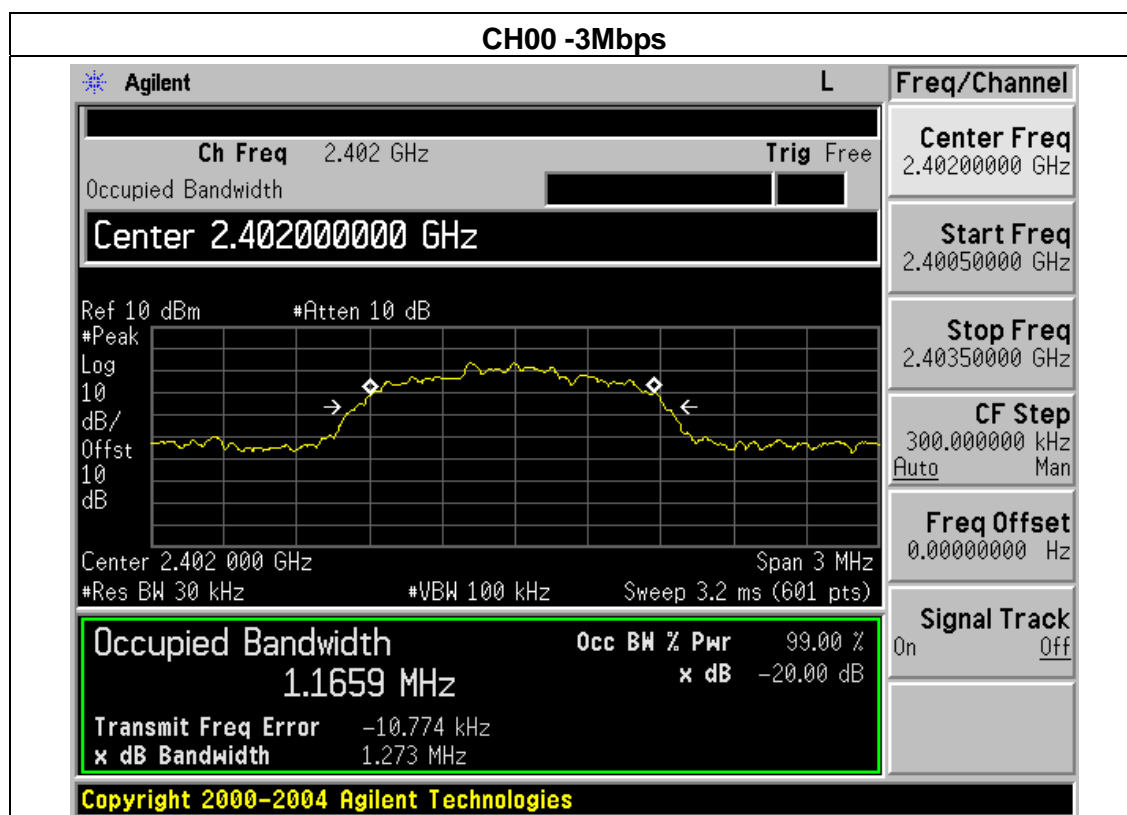 CH00 -3Mbps
Agilent L Freq/Channel
Ch Freq 2.402 GHz Trig Free
Occupied Bandwidth
Center 2.402000000 GHz
Center Freq
2.40200000 GHz
Start Freq
2.40050000 GHz
Stop Freq
2.40350000 GHz
CF Step
300.000000 kHz
Auto Man
Freq Offset
0.00000000 Hz
Signal Track
On Off
Ref 10 dBm #Atten 10 dB
#Peak
Log
10
dB/
Offst
10
dB
Center 2.402 000 GHz Span 3 MHz
#Res BW 30 kHz #VBW 100 kHz Sweep 3.2 ms (601 pts)
Occupied Bandwidth Occ BW % Pwr 99.00 %
1.1659 MHz x dB -20.00 dB
Transmit Freq Error -10.774 kHz
x dB Bandwidth 1.273 MHz
Copyright 2000-2004 Agilent Technologies